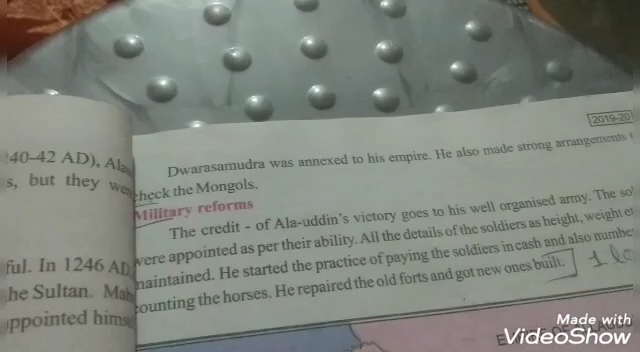 240-42 AD), Ala
s, but they we
ful. In 1246 AD
he Sultan. Ma
appointed hims
2019-20
Dwarasamudra was annexed to his empire. He also made strong arrangements
check the Mongols.
Military reforms
The credit - of Ala-uddin's victory goes to his well organised army. The so
were appointed as per their ability. All the details of the soldiers as height, weight et
maintained. He started the practice of paying the soldiers in cash and also numbe
counting the horses. He repaired the old forts and got new ones built.
Made with
VideoShow